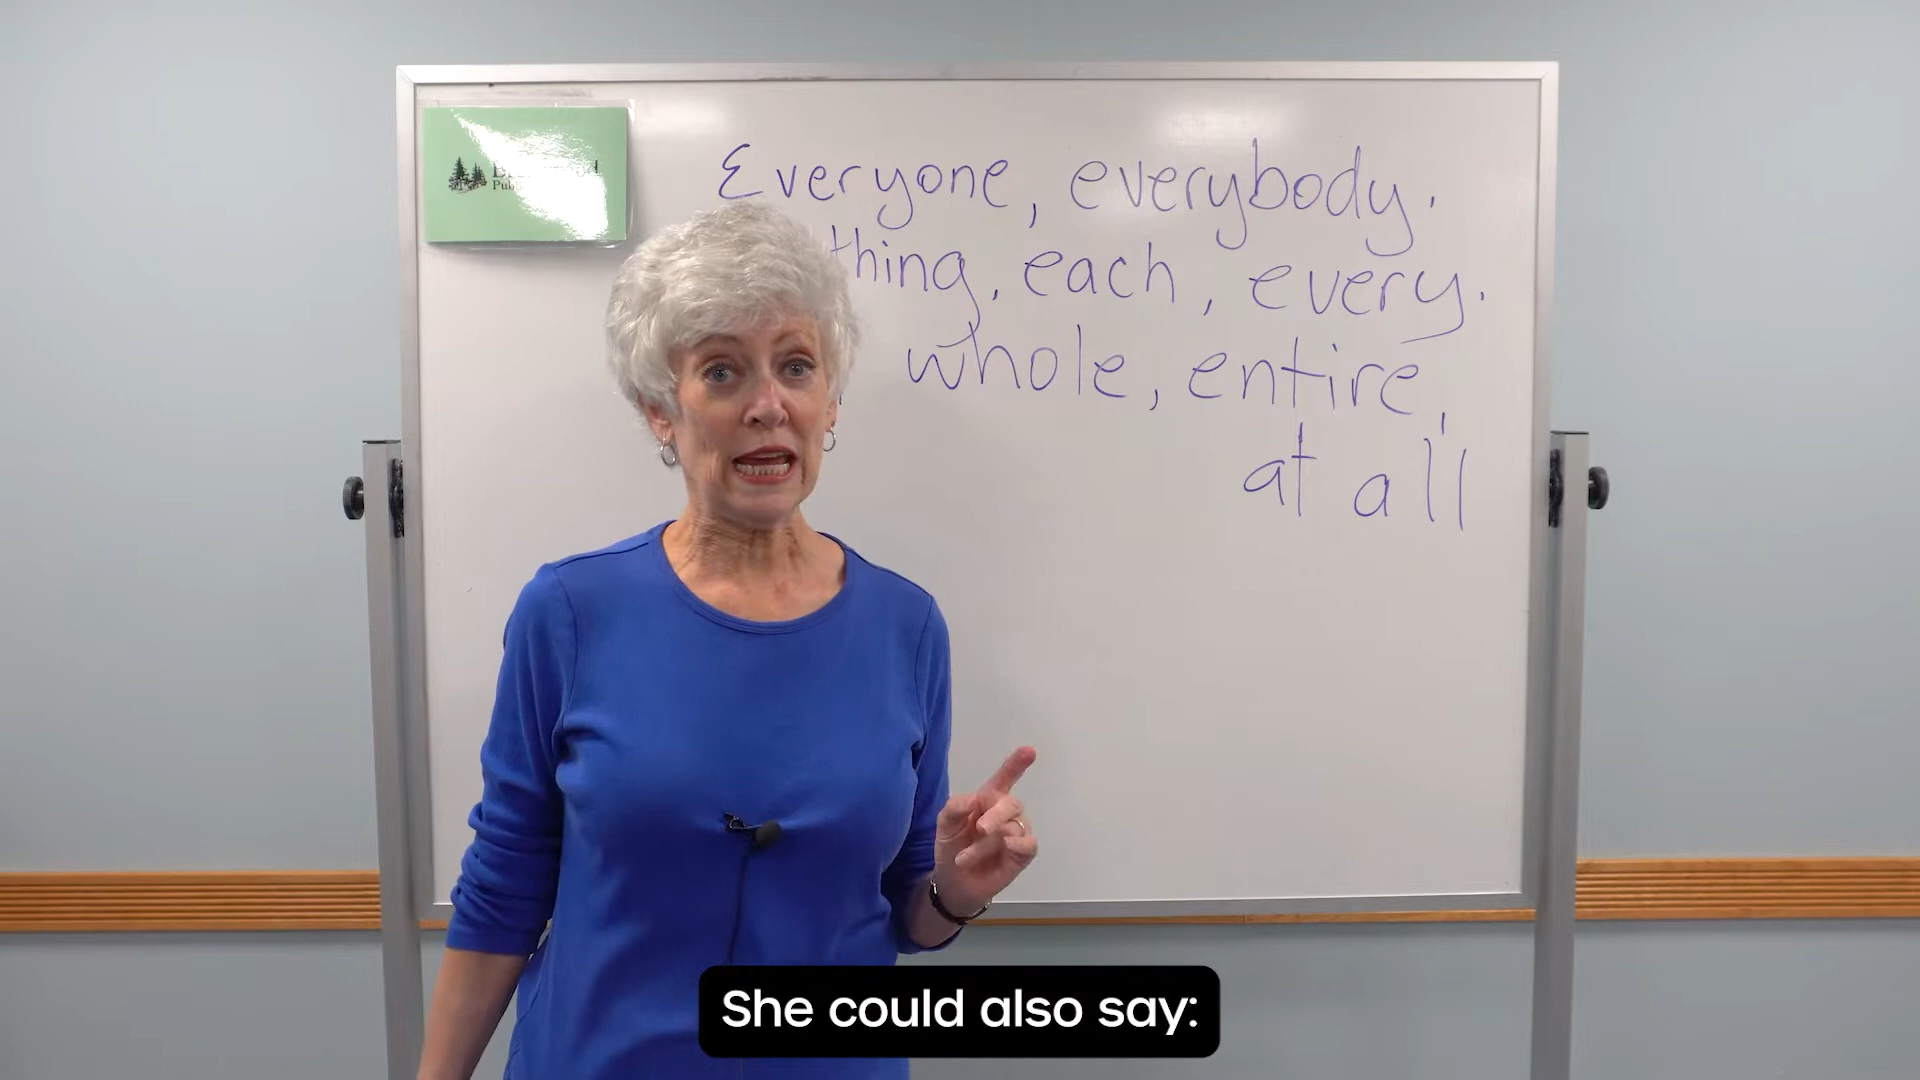 Everyone, everybody.
thing, each, every.
whole, entire,
at all
She could also say: